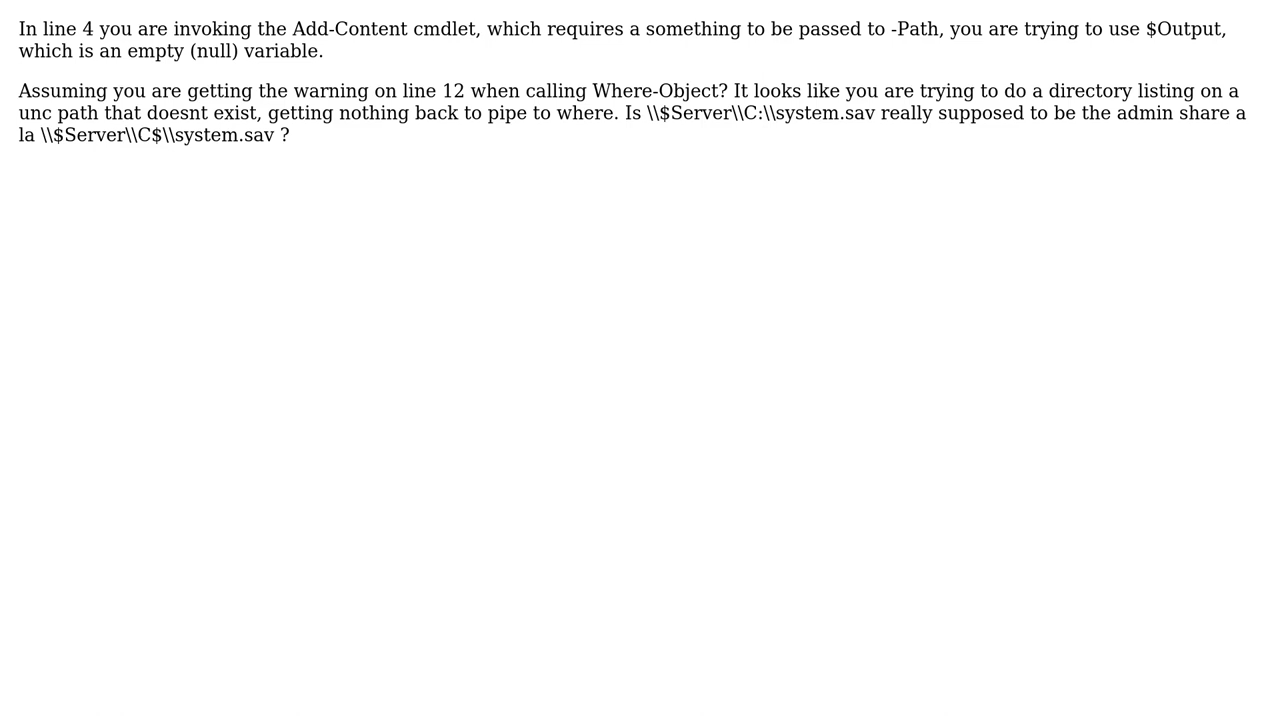 In line 4 you are invoking the Add-Content cmdlet, which requires a something to be passed to -Path, you are trying to use $Output,
which is an empty (null) variable.
Assuming you are getting the warning on line 12 when calling Where-Object? It looks like you are trying to do a directory listing on a
unc path that doesnt exist, getting nothing back to pipe to where. Is \\$Server\\C:\\system.sav really supposed to be the admin share a
la \\$Server\\C$\\system.sav ?